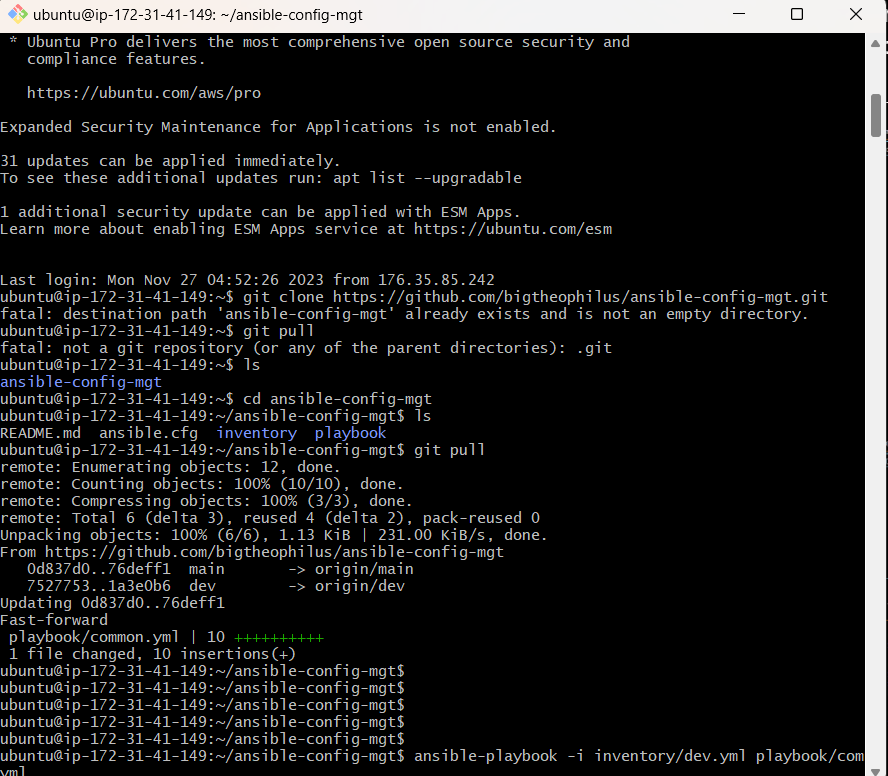 ubuntu@ip-172-31-41-149: ~/ansible-config-mgt
 * Ubuntu Pro delivers the most comprehensive open source security and
   compliance features.
   https://ubuntu.com/aws/pro
Expanded Security Maintenance for Applications is not enabled.
31 updates can be applied immediately.
To see these additional updates run: apt list --upgradable
1 additional security update can be applied with ESM Apps.
Learn more about enabling ESM Apps service at https://ubuntu.com/esm
Last login: Mon Nov 27 04:52:26 2023 from 176.35.85.242
ubuntu@ip-172-31-41-149:~$ git clone https://github.com/bigtheophilus/ansible-config-mgt.git
fatal: destination path 'ansible-config-mgt' already exists and is not an empty directory.
ubuntu@ip-172-31-41-149:~$ git pull
fatal: not a git repository (or any of the parent directories): .git
ubuntu@ip-172-31-41-149:~$ ls
ansible-config-mgt
ubuntu@ip-172-31-41-149:~$ cd ansible-config-mgt
ubuntu@ip-172-31-41-149:~/ansible-config-mgt$ ls
README.md  ansible.cfg  inventory  playbook
ubuntu@ip-172-31-41-149:~/ansible-config-mgt$ git pull
remote: Enumerating objects: 12, done.
remote: Counting objects: 100% (10/10), done.
remote: Compressing objects: 100% (3/3), done.
remote: Total 6 (delta 3), reused 4 (delta 2), pack-reused 0
Unpacking objects: 100% (6/6), 1.13 KiB | 231.00 KiB/s, done.
From https://github.com/bigtheophilus/ansible-config-mgt
   0d837d0..76deff1  main       -> origin/main
   7527753..1a3e0b6  dev        -> origin/dev
Updating 0d837d0..76deff1
Fast-forward
 playbook/common.yml | 10 ++++++++++
 1 file changed, 10 insertions(+)
ubuntu@ip-172-31-41-149:~/ansible-config-mgt$
ubuntu@ip-172-31-41-149:~/ansible-config-mgt$
ubuntu@ip-172-31-41-149:~/ansible-config-mgt$
ubuntu@ip-172-31-41-149:~/ansible-config-mgt$
ubuntu@ip-172-31-41-149:~/ansible-config-mgt$
ubuntu@ip-172-31-41-149:~/ansible-config-mgt$ ansible-playbook -i inventory/dev.yml playbook/com
yml